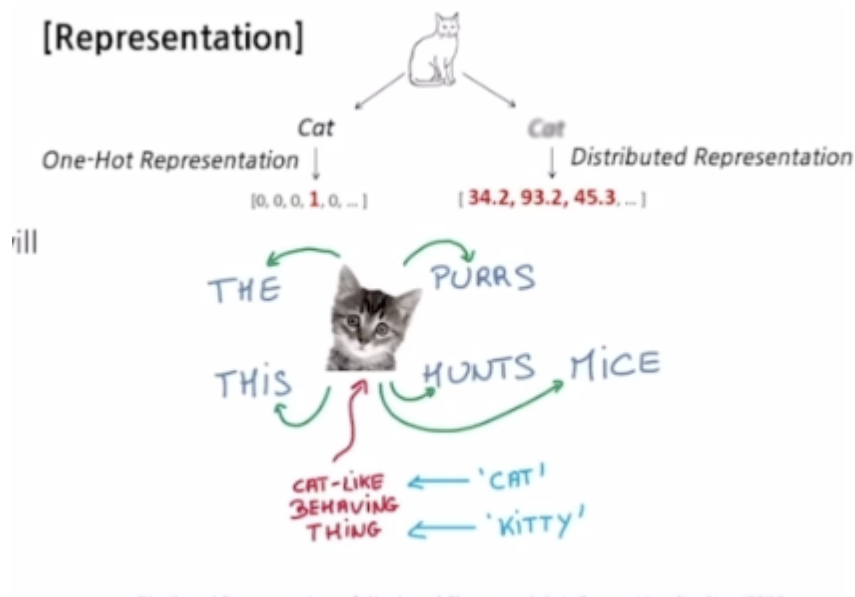 [Representation]
Cat Cat
One-Hot Representation Distributed Representation
[0, 0, 0, 1, 0, ... ] [ 34.2, 93.2, 45.3, ... ]
ill
THE PURRS
THiS HUNTS MiCE
CAT-LiKE 'CAT'
BEHAViNG
THiNG 'KiTTY'